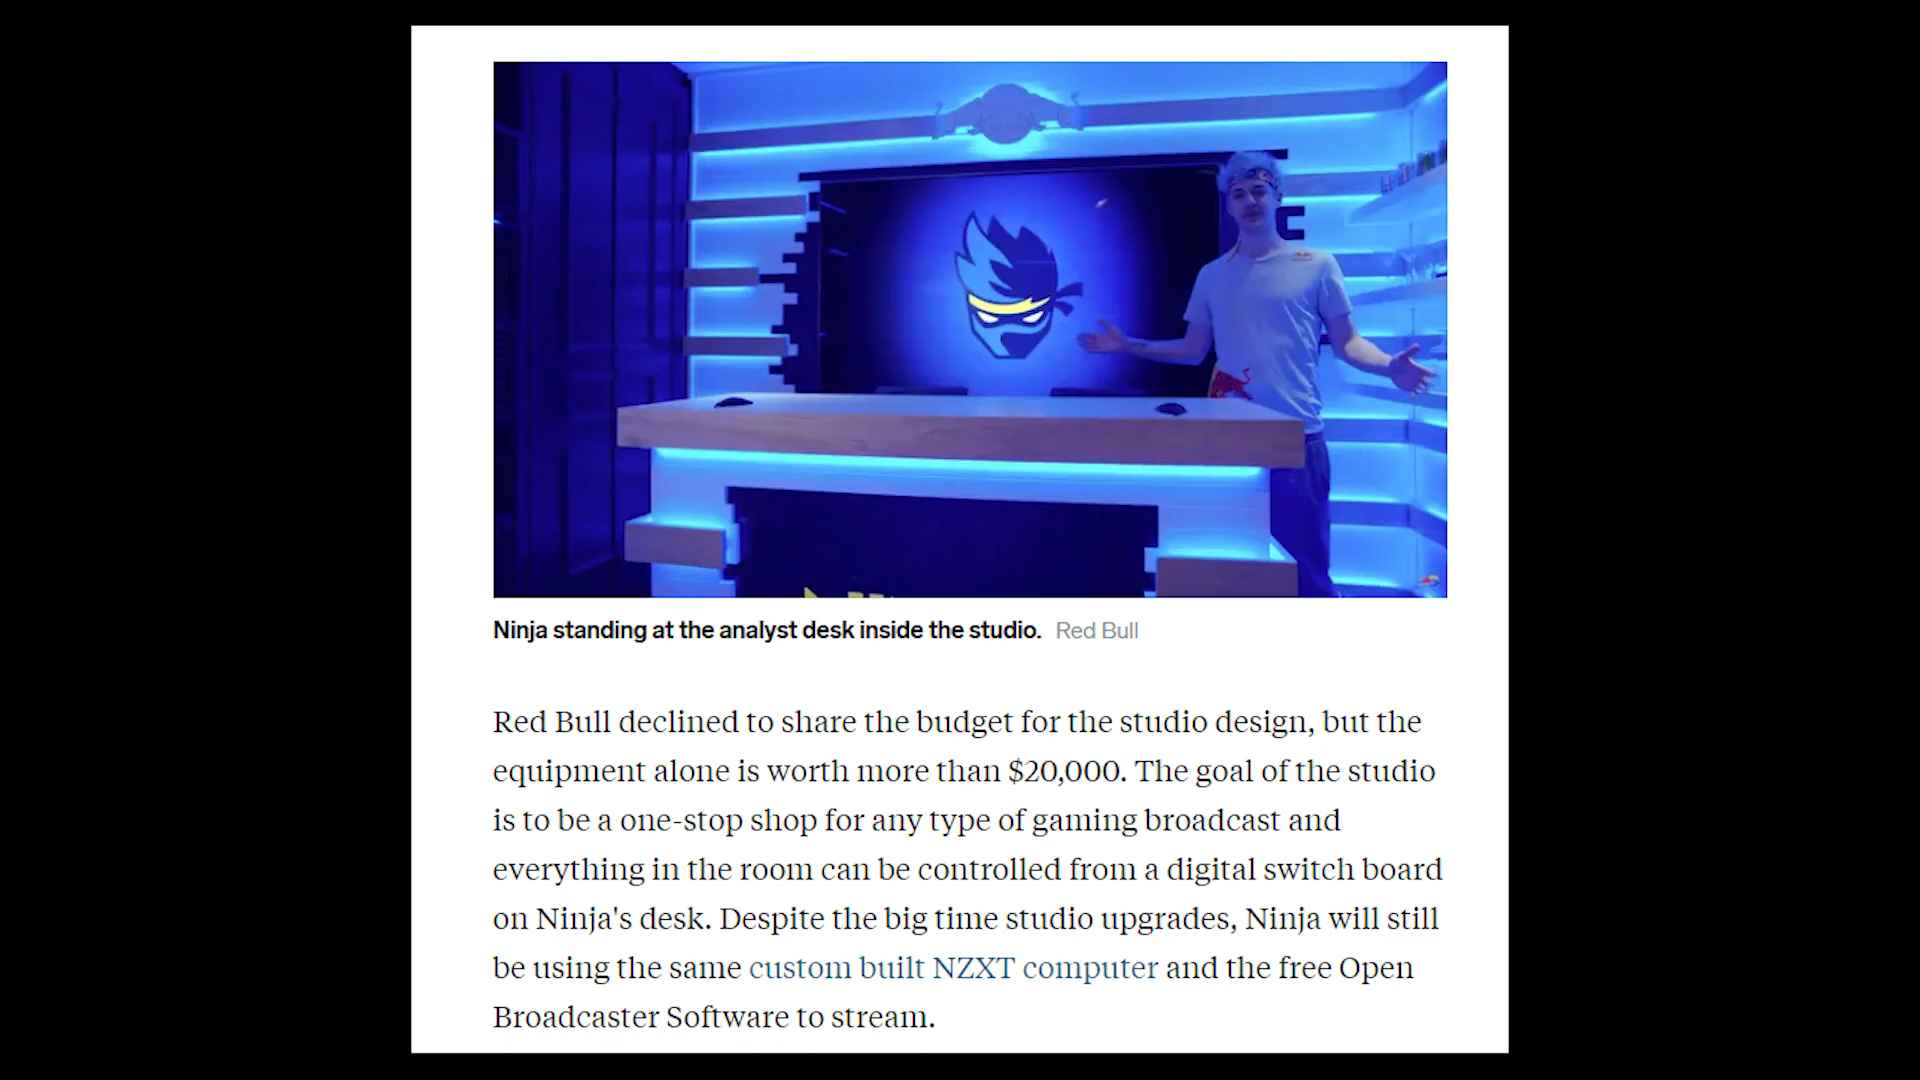 Ninja standing at the analyst desk inside the studio. Red Bull
Red Bull declined to share the budget for the studio design, but the
equipment alone is worth more than $20,000. The goal of the studio
is to be a one-stop shop for any type of gaming broadcast and
everything in the room can be controlled from a digital switch board
on Ninja's desk. Despite the big time studio upgrades, Ninja will still
be using the same custom built NZXT computer and the free Open
Broadcaster Software to stream.